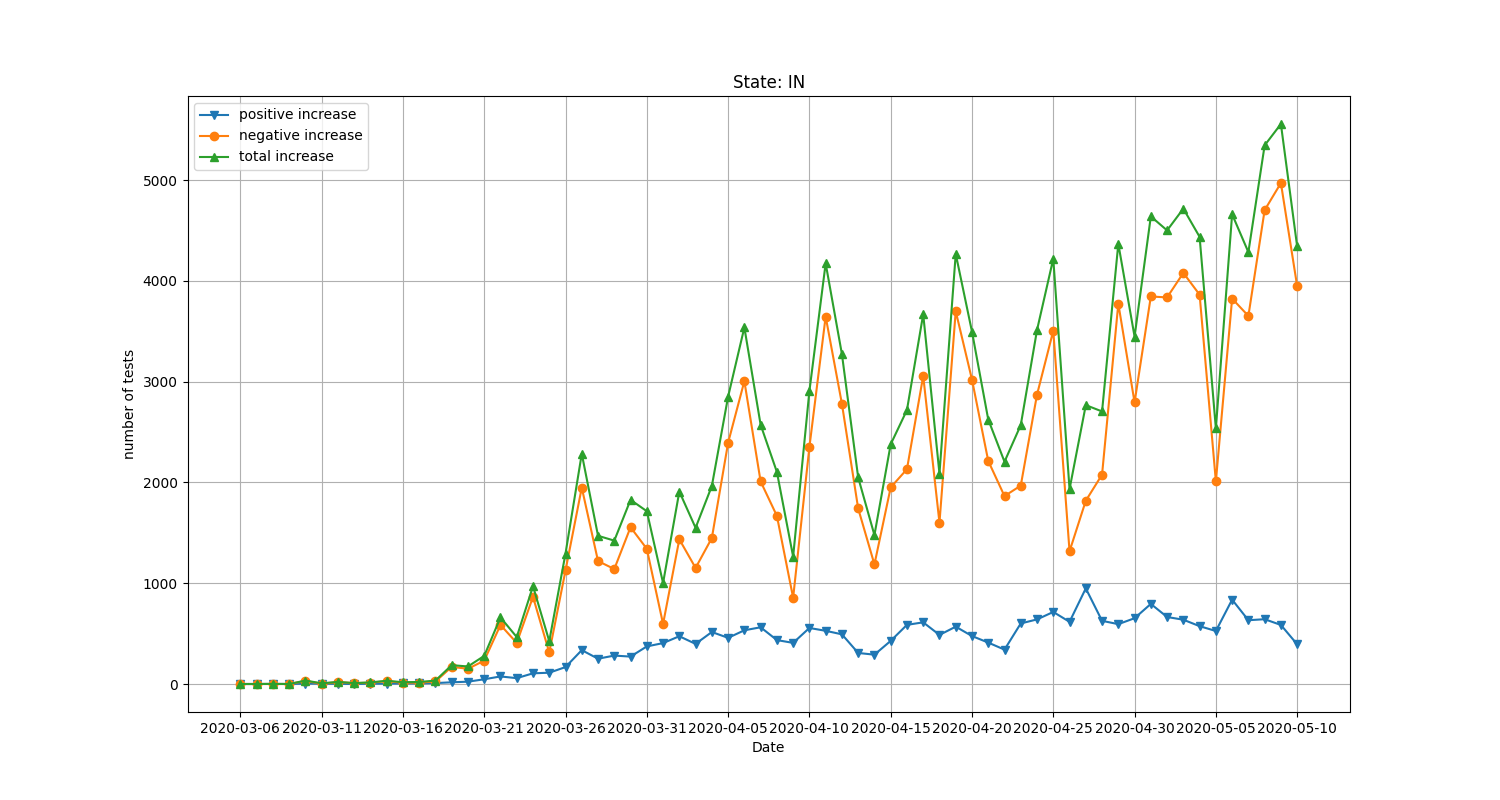 State: IN
positive increase
negative increase
total increase
number of tests
5000
4000
3000
2000
1000
0
2020-03-06 2020-03-11 2020-03-16 2020-03-21 2020-03-26 2020-03-31 2020-04-05 2020-04-10 2020-04-15 2020-04-20 2020-04-25 2020-04-30 2020-05-05 2020-05-10
Date